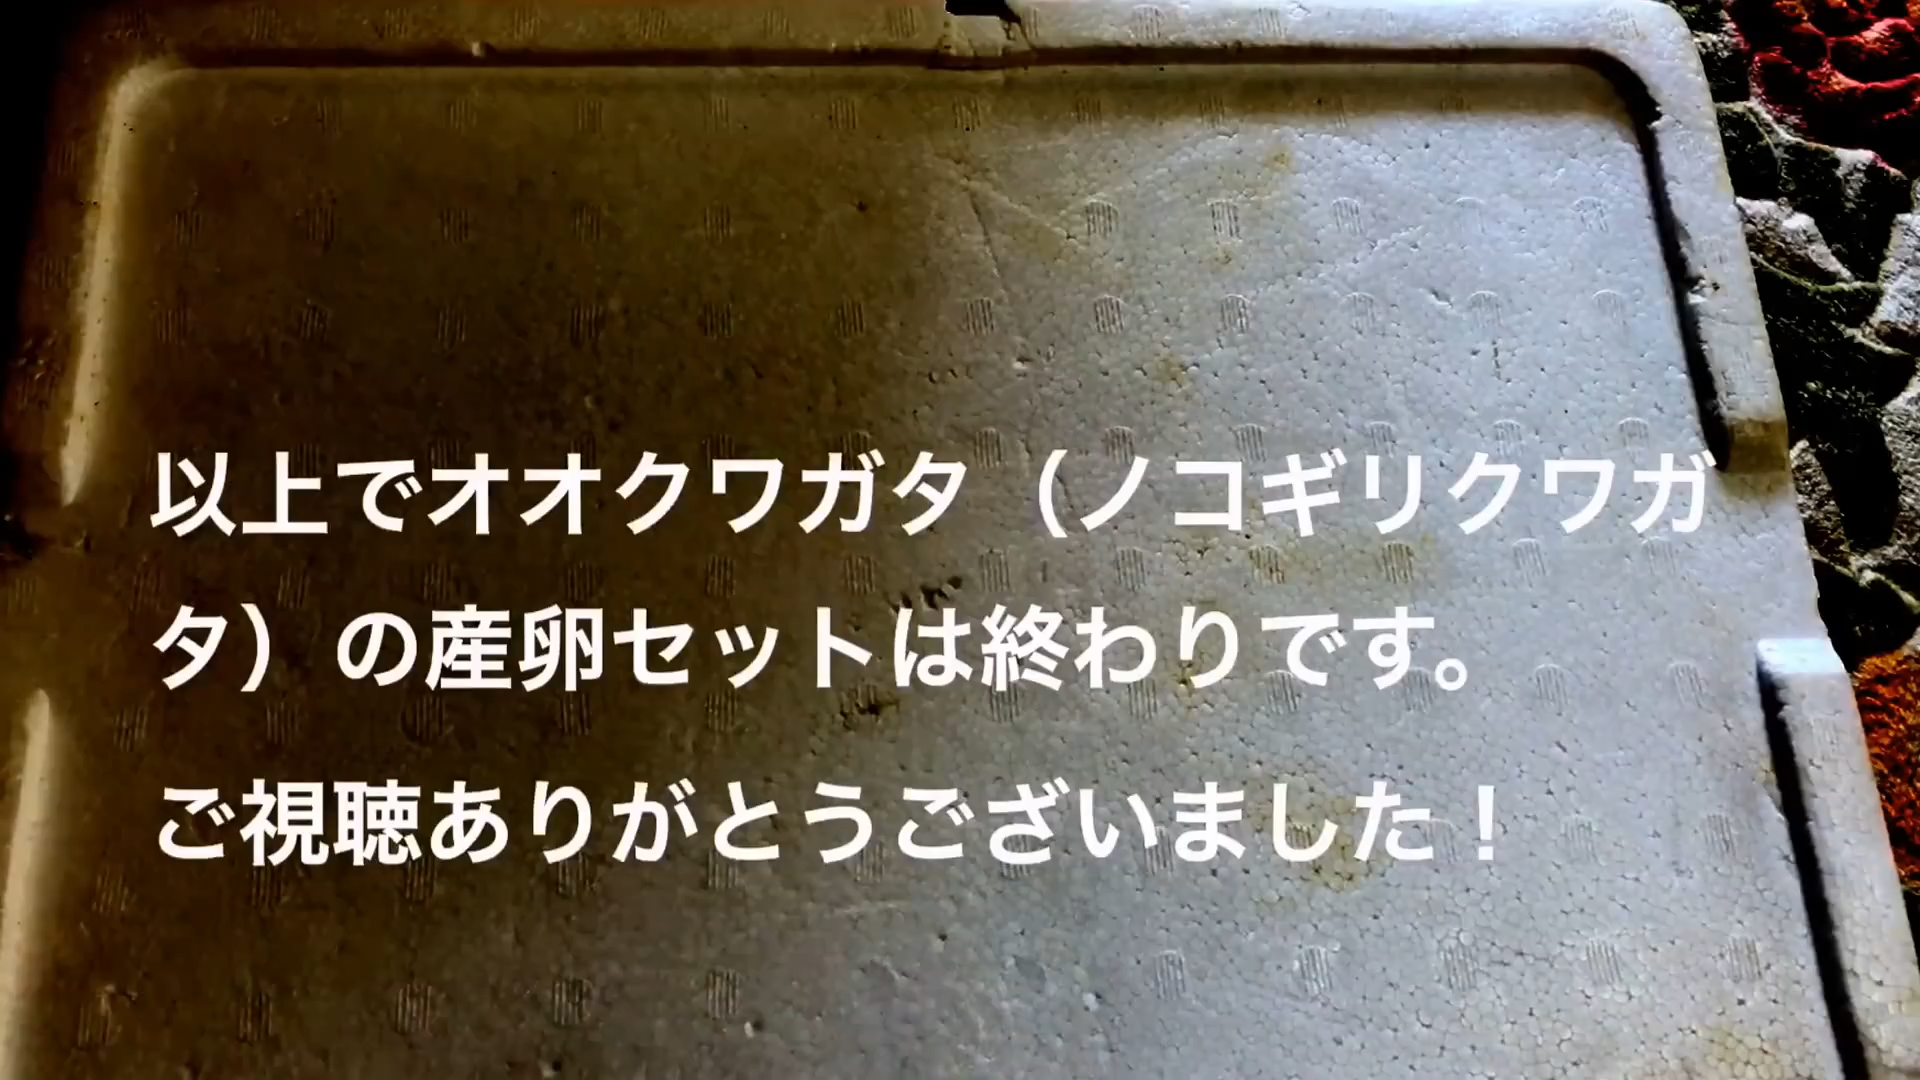 以上でオオクワガタ（ノコギリクワガ
タ）の産卵セットは終わりです。
ご視聴ありがとうございました！